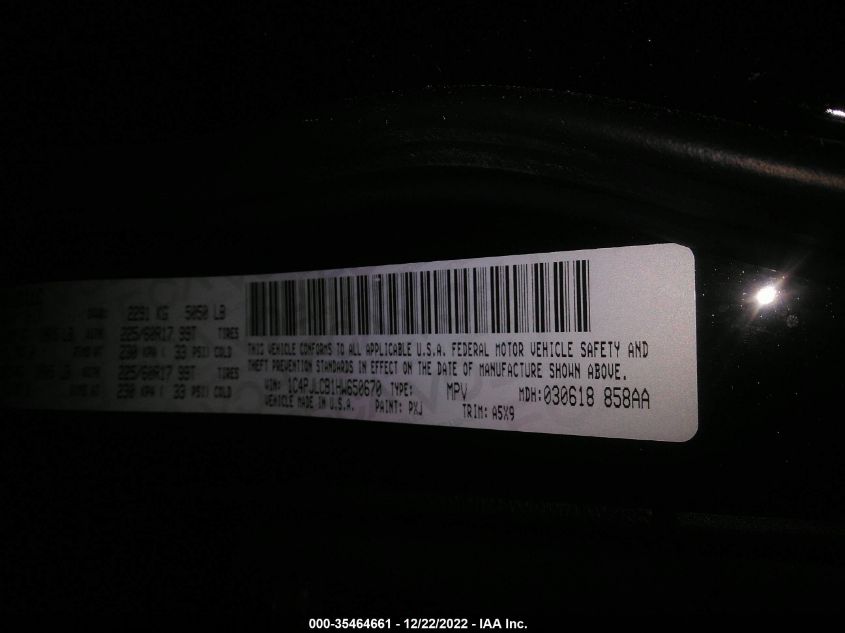 2291 KG 5050 LB
225/60R17 99T TIRES
230 KPA ( 33 PSI) COLD
225/60R17 99T TIRES
230 KPA ( 33 PSI) COLD
THIS VEHICLE CONFORMS TO ALL APPLICABLE U.S.A. FEDERAL MOTOR VEHICLE SAFETY AND
THEFT PREVENTION STANDARDS IN EFFECT ON THE DATE OF MANUFACTURE SHOWN ABOVE.
VIN: 1C4PJLCB1HW650670 TYPE: MPV MDH:030618 858AA
VEHICLE MADE IN U.S.A. PAINT: PXJ TRIM: A5X9
000-35464661 - 12/22/2022 - IAA Inc.